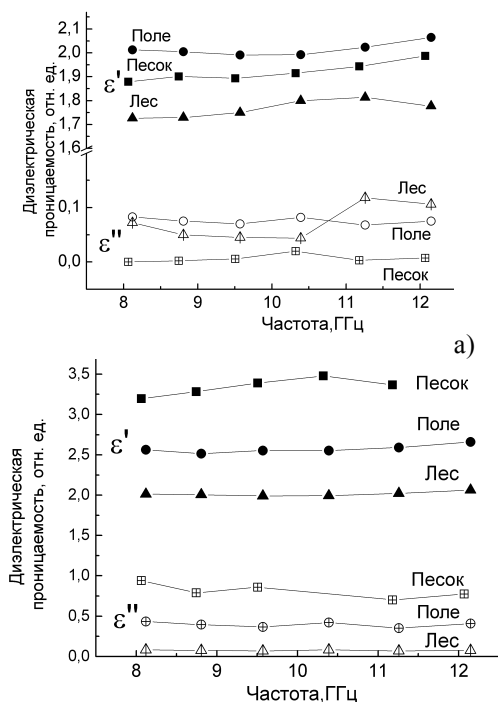 Диэлектрическая
проницаемость, отн. ед.
2,1
2,0
1,9
1,8
1,7
1,6
0,1
0,0
ε'
ε''
Поле
Песок
Лес
Лес
Поле
Песок
8 9 10 11 12
Частота,ГГц
а)
Диэлектрическая
проницаемость, отн. ед.
3,5
3,0
2,5
2,0
1,5
1,0
0,5
0,0
ε'
ε''
Песок
Поле
Лес
Песок
Поле
Лес
8 9 10 11 12
Частота,ГГц